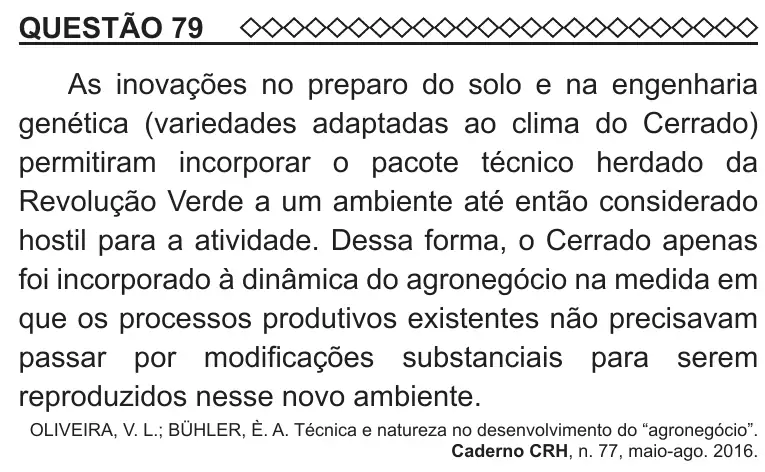 QUESTÃO 79
As inovações no preparo do solo e na engenharia
genética (variedades adaptadas ao clima do Cerrado)
permitiram incorporar o pacote técnico herdado da
Revolução Verde a um ambiente até então considerado
hostil para a atividade. Dessa forma, o Cerrado apenas
foi incorporado à dinâmica do agronegócio na medida em
que os processos produtivos existentes não precisavam
passar por modificações substanciais para serem
reproduzidos nesse novo ambiente.
OLIVEIRA, V. L.; BÜHLER, È. A. Técnica e natureza no desenvolvimento do “agronegócio”.
Caderno CRH, n. 77, maio-ago. 2016.